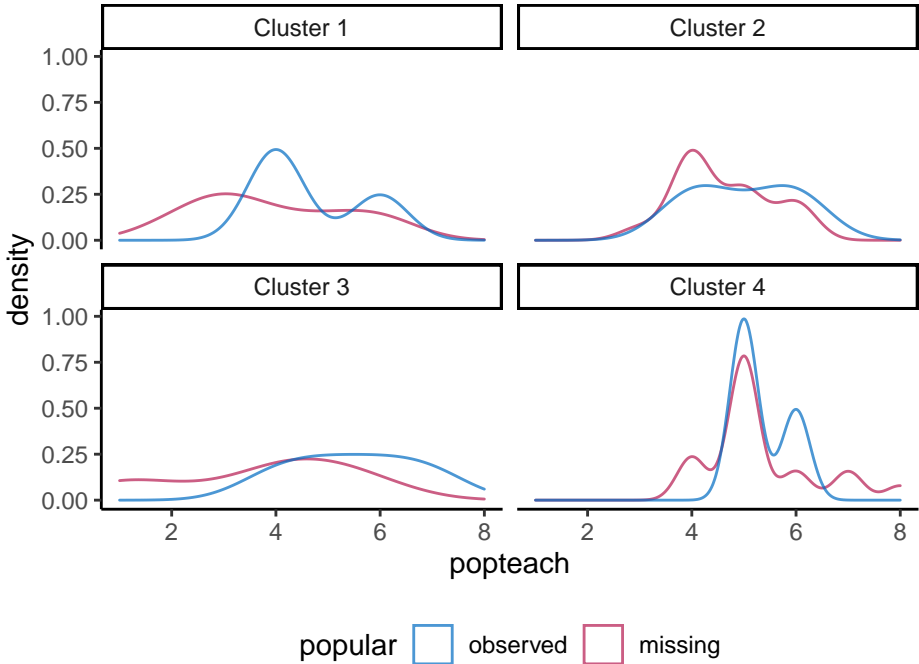 Cluster 1
Cluster 2
1.00
0.75
0.50
0.25
0.00
density
Cluster 3
Cluster 4
1.00
0.75
0.50
0.25
0.00
2 4 6 8
2 4 6 8
popteach
popular observed missing